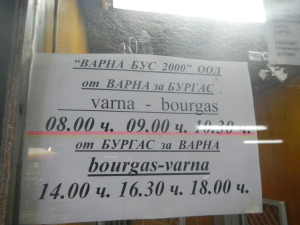 "ВАРНА БУС 2000" ООД
от ВАРНА за БУРГАС
varna - bourgas
08.00 ч. 09.00 ч. 10.30 ч.
от БУРГАС за ВАРНА
bourgas-varna
14.00 ч. 16.30 ч. 18.00 ч.